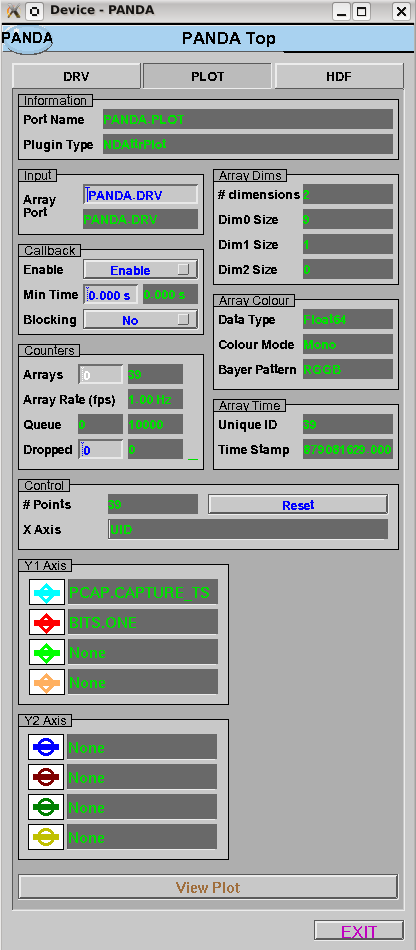 Device - PANDA
PANDA
PANDA Top
DRV
PLOT
HDF
Information
Port Name PANDA.PLOT
Plugin Type NDAttrPlot
Input
Array Port PANDA.DRV
PANDA.DRV
Callback
Enable Enable
Min Time 0.000 s 0.000 s
Blocking No
Counters
Arrays 0 39
Array Rate (fps) 1.00 Hz
Queue 0 10000
Dropped 0 0
Array Dims
# dimensions 2
Dim0 Size 9
Dim1 Size 1
Dim2 Size 0
Array Colour
Data Type Float64
Colour Mode Mono
Bayer Pattern RGGB
Array Time
Unique ID 39
Time Stamp 879081629.000
Control
# Points 39 Reset
X Axis UID
Y1 Axis
PCAP.CAPTURE_TS
BITS.ONE
None
None
Y2 Axis
None
None
None
None
View Plot
EXIT